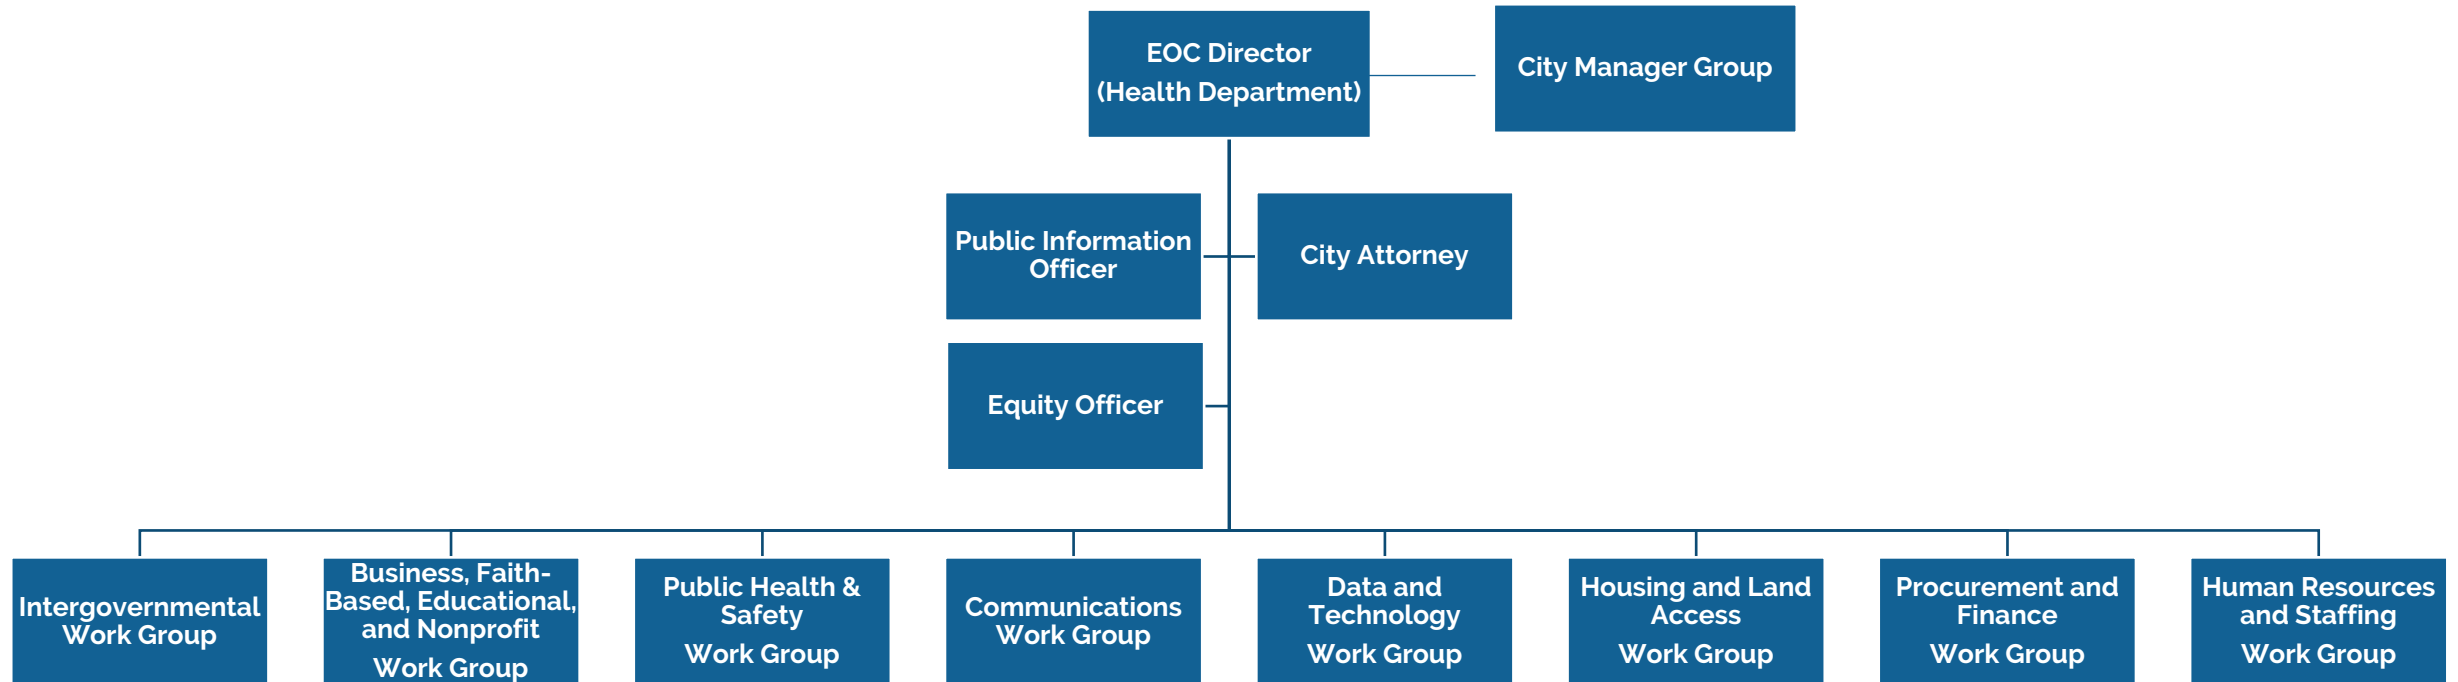 EOC Director
(Health Department)
City Manager Group
Public Information
Officer
City Attorney
Equity Officer
Intergovernmental
Work Group
Business, Faith-
Based, Educational,
and Nonprofit
Work Group
Public Health &
Safety
Work Group
Communications
Work Group
Data and
Technology
Work Group
Housing and Land
Access
Work Group
Procurement and
Finance
Work Group
Human Resources
and Staffing
Work Group